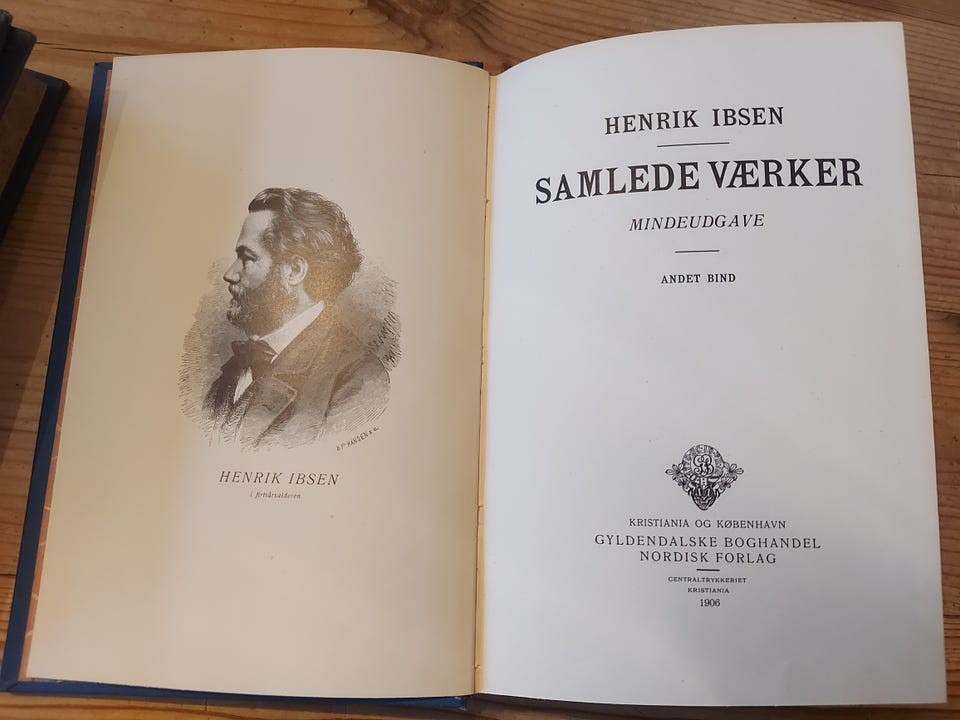 HENRIK IBSEN
i firtiårsalderen
HENRIK IBSEN
SAMLEDE VÆRKER
MINDEUDGAVE
ANDET BIND
KRISTIANIA OG KØBENHAVN
GYLDENDALSKE BOGHANDEL
NORDISK FORLAG
CENTRALTRYKKERIET
KRISTIANIA
1906